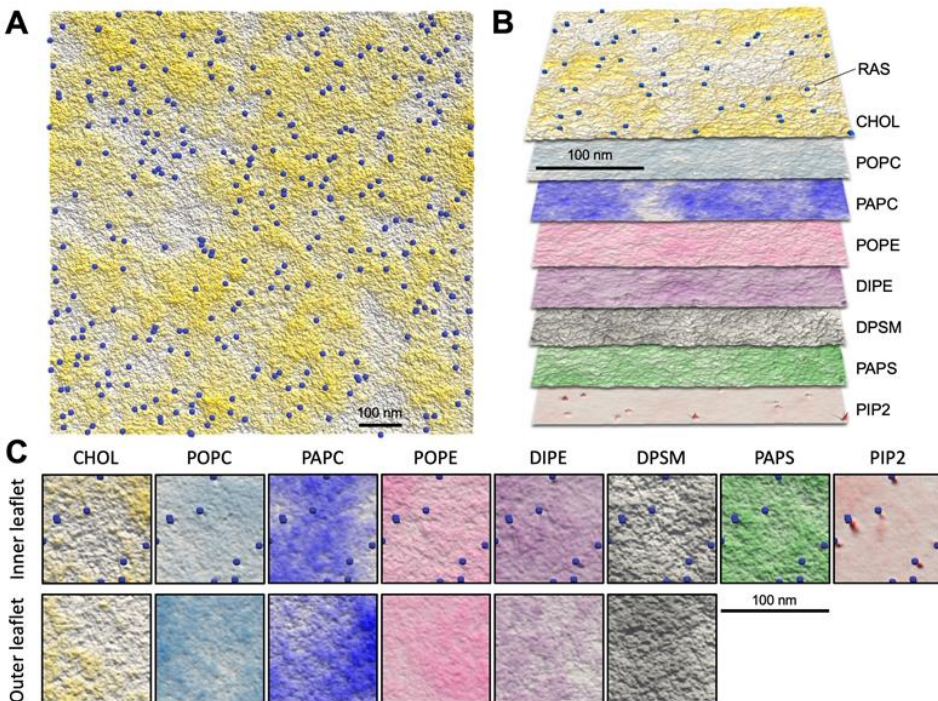 A
100 nm
B
RAS
CHOL
100 nm
POPC
PAPC
POPE
DIPE
DPSM
PAPS
PIP2
C
CHOL POPC PAPC POPE DIPE DPSM PAPS PIP2
Inner leaflet
100 nm
Outer leaflet